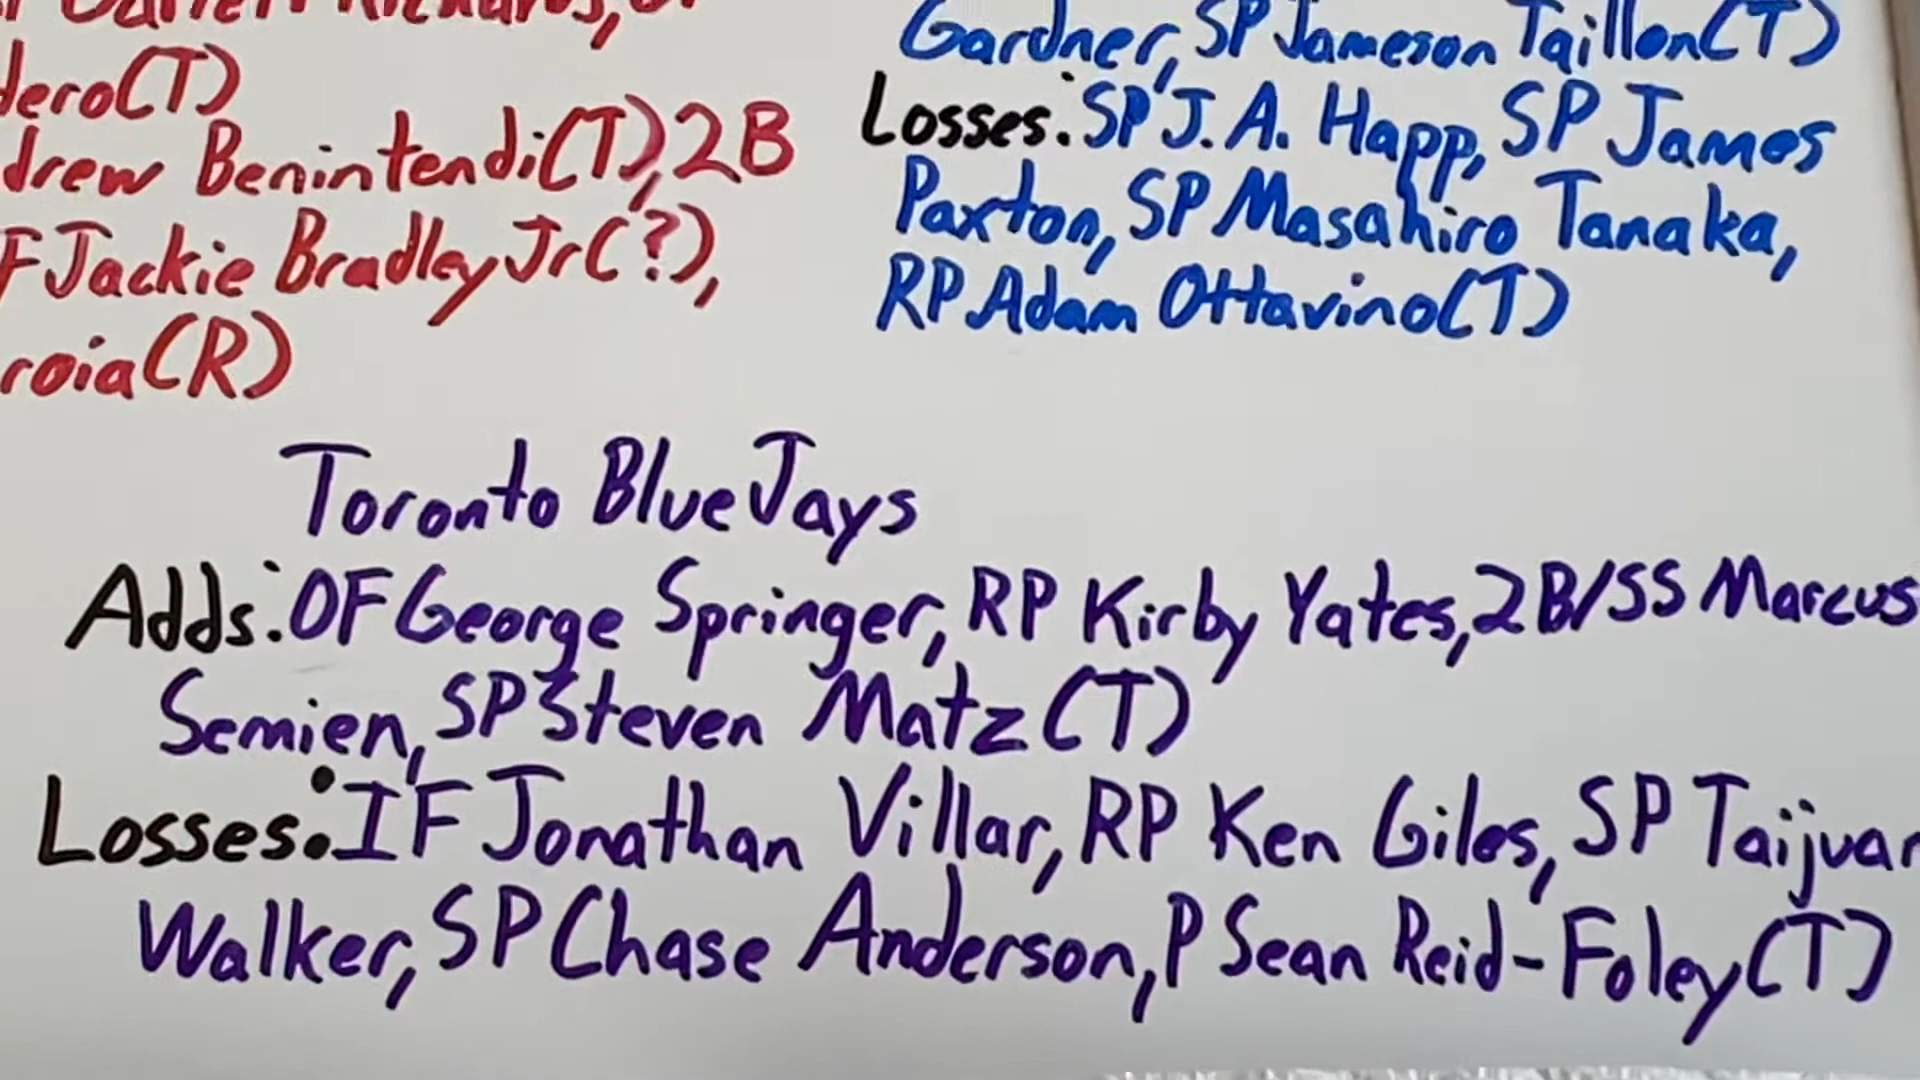 Darrell Richards, OF
dero(T)
drew Benintendi(T), 2B
F Jackie Bradley Jr(?),
roia(R)
Gardner, SP Jameson Taillon(T)
Losses: SP J.A. Happ, SP James
Paxton, SP Masahiro Tanaka,
RP Adam Ottavino(T)
Toronto Blue Jays
Adds: OF George Springer, RP Kirby Yates, 2B/SS Marcus
Semien, SP Steven Matz(T)
Losses: IF Jonathan Villar, RP Ken Giles, SP Taijuan
Walker, SP Chase Anderson, P Sean Reid-Foley(T)